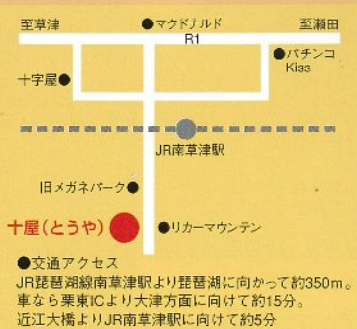 至草津 ●マクドナルド 至瀬田
R1
●パチンコ
Kiss
十字屋●
JR南草津駅
旧メガネパーク●
十屋(とうや) ●リカーマウンテン
●交通アクセス
JR琵琶湖線南草津駅より琵琶湖に向かって約350m。
車なら栗東ICより大津方面に向けて約15分。
近江大橋よりJR南草津駅に向けて約5分